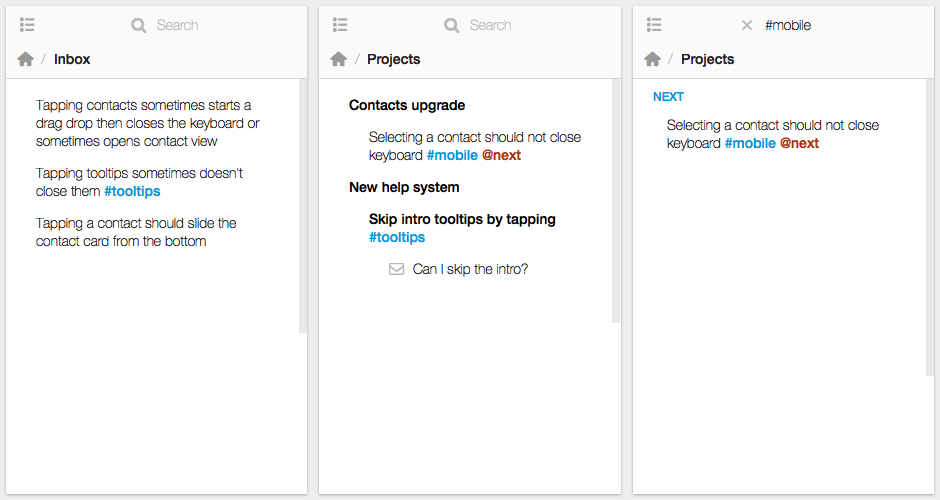 Search
/ Inbox
Tapping contacts sometimes starts a
drag drop then closes the keyboard or
sometimes opens contact view
Tapping tooltips sometimes doesn't
close them #tooltips
Tapping a contact should slide the
contact card from the bottom
Search
/ Projects
Contacts upgrade
Selecting a contact should not close
keyboard #mobile @next
New help system
Skip intro tooltips by tapping
#tooltips
Can I skip the intro?
#mobile
/ Projects
NEXT
Selecting a contact should not close
keyboard #mobile @next